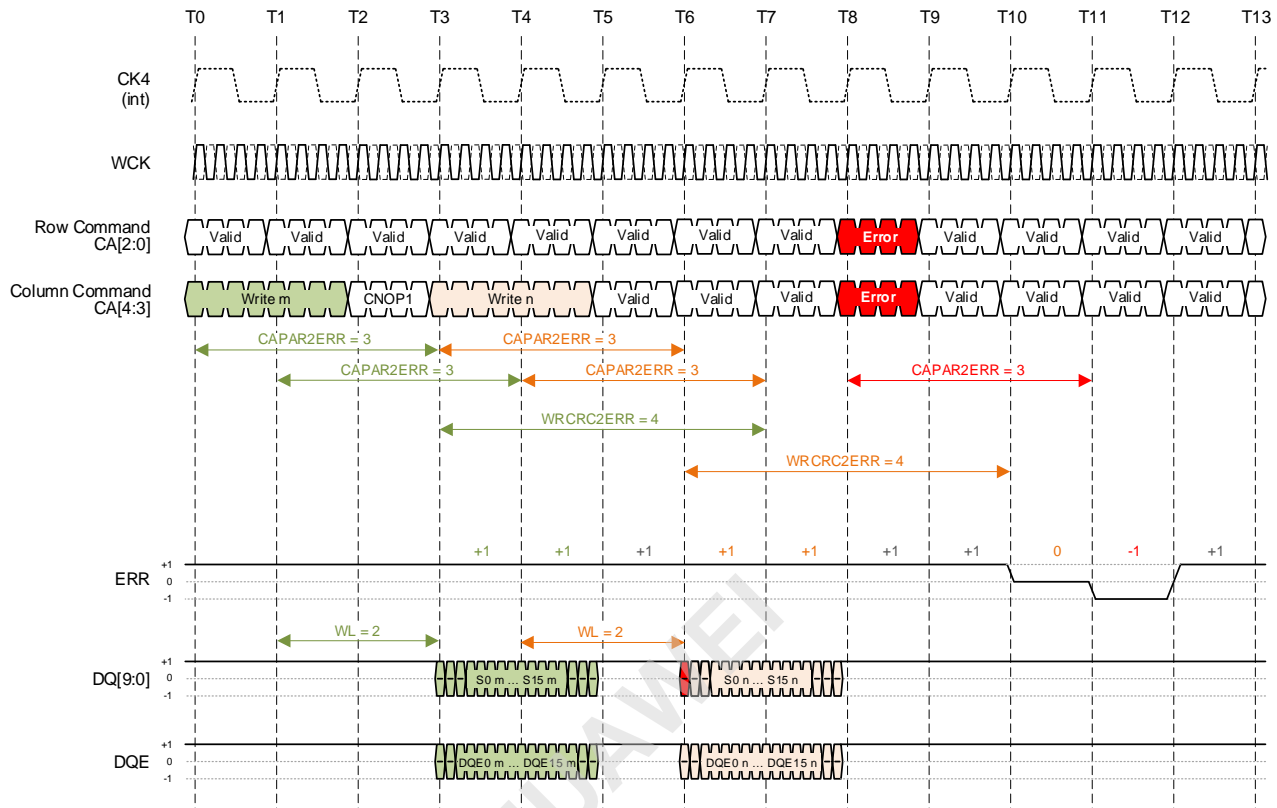 T0 T1 T2 T3 T4 T5 T6 T7 T8 T9 T10 T11 T12 T13
CK4
(int)
WCK
Row Command
CA[2:0]
Valid Valid Valid Valid Valid Valid Valid Valid Error Valid Valid Valid Valid
Column Command
CA[4:3]
Write m CNOP1 Write n Valid Valid Valid Error Valid Valid Valid Valid
CAPAR2ERR = 3 CAPAR2ERR = 3
CAPAR2ERR = 3 CAPAR2ERR = 3 CAPAR2ERR = 3
WRCRC2ERR = 4
WRCRC2ERR = 4
+1 +1 +1 +1 +1 +1 +1 0 -1 +1
ERR
+1
0
-1
WL = 2 WL = 2
DQ[9:0]
+1
0
-1
S0 m ... S15 m S0 n ... S15 n
DQE
+1
0
-1
DQE0 m ... DQE15 m DQE0 n ... DQE15 n
HUAWEI